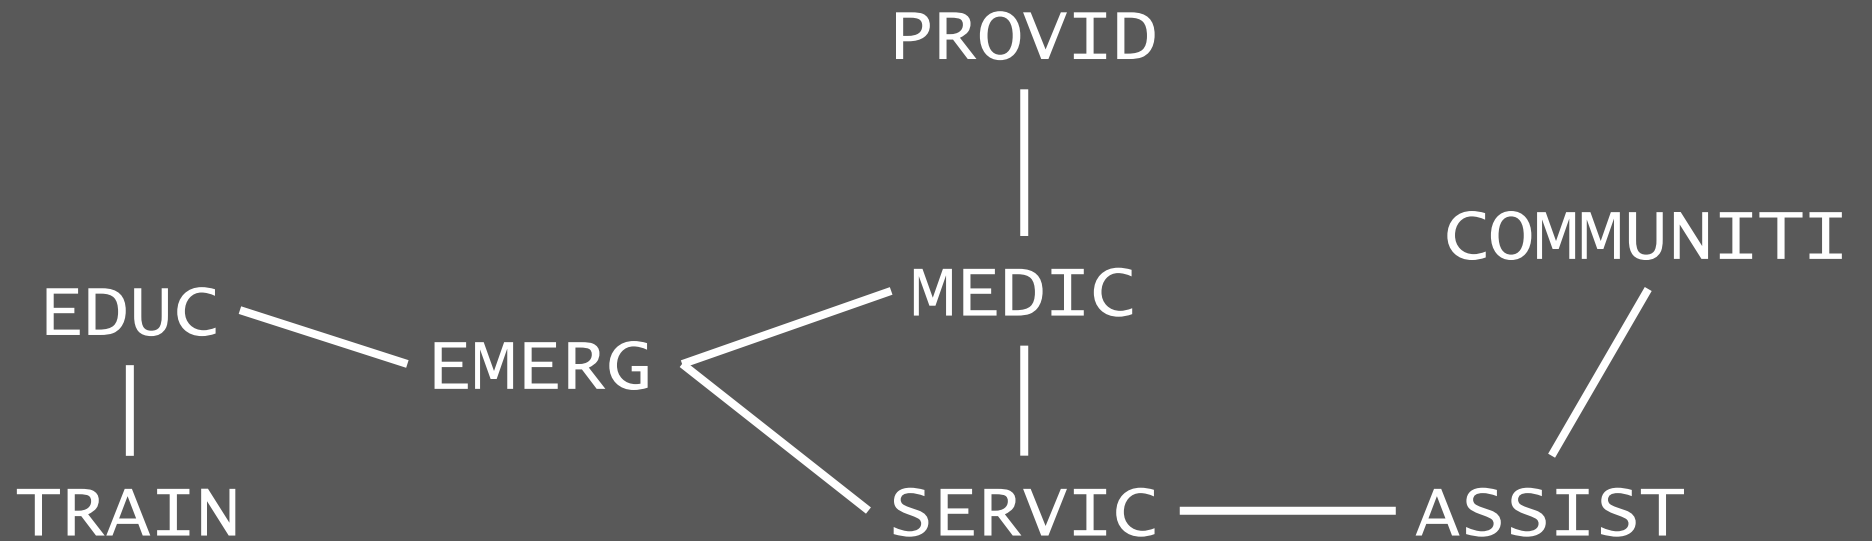 PROVID
COMMUNITI
MEDIC
EDUC
EMERG
TRAIN
SERVIC
ASSIST